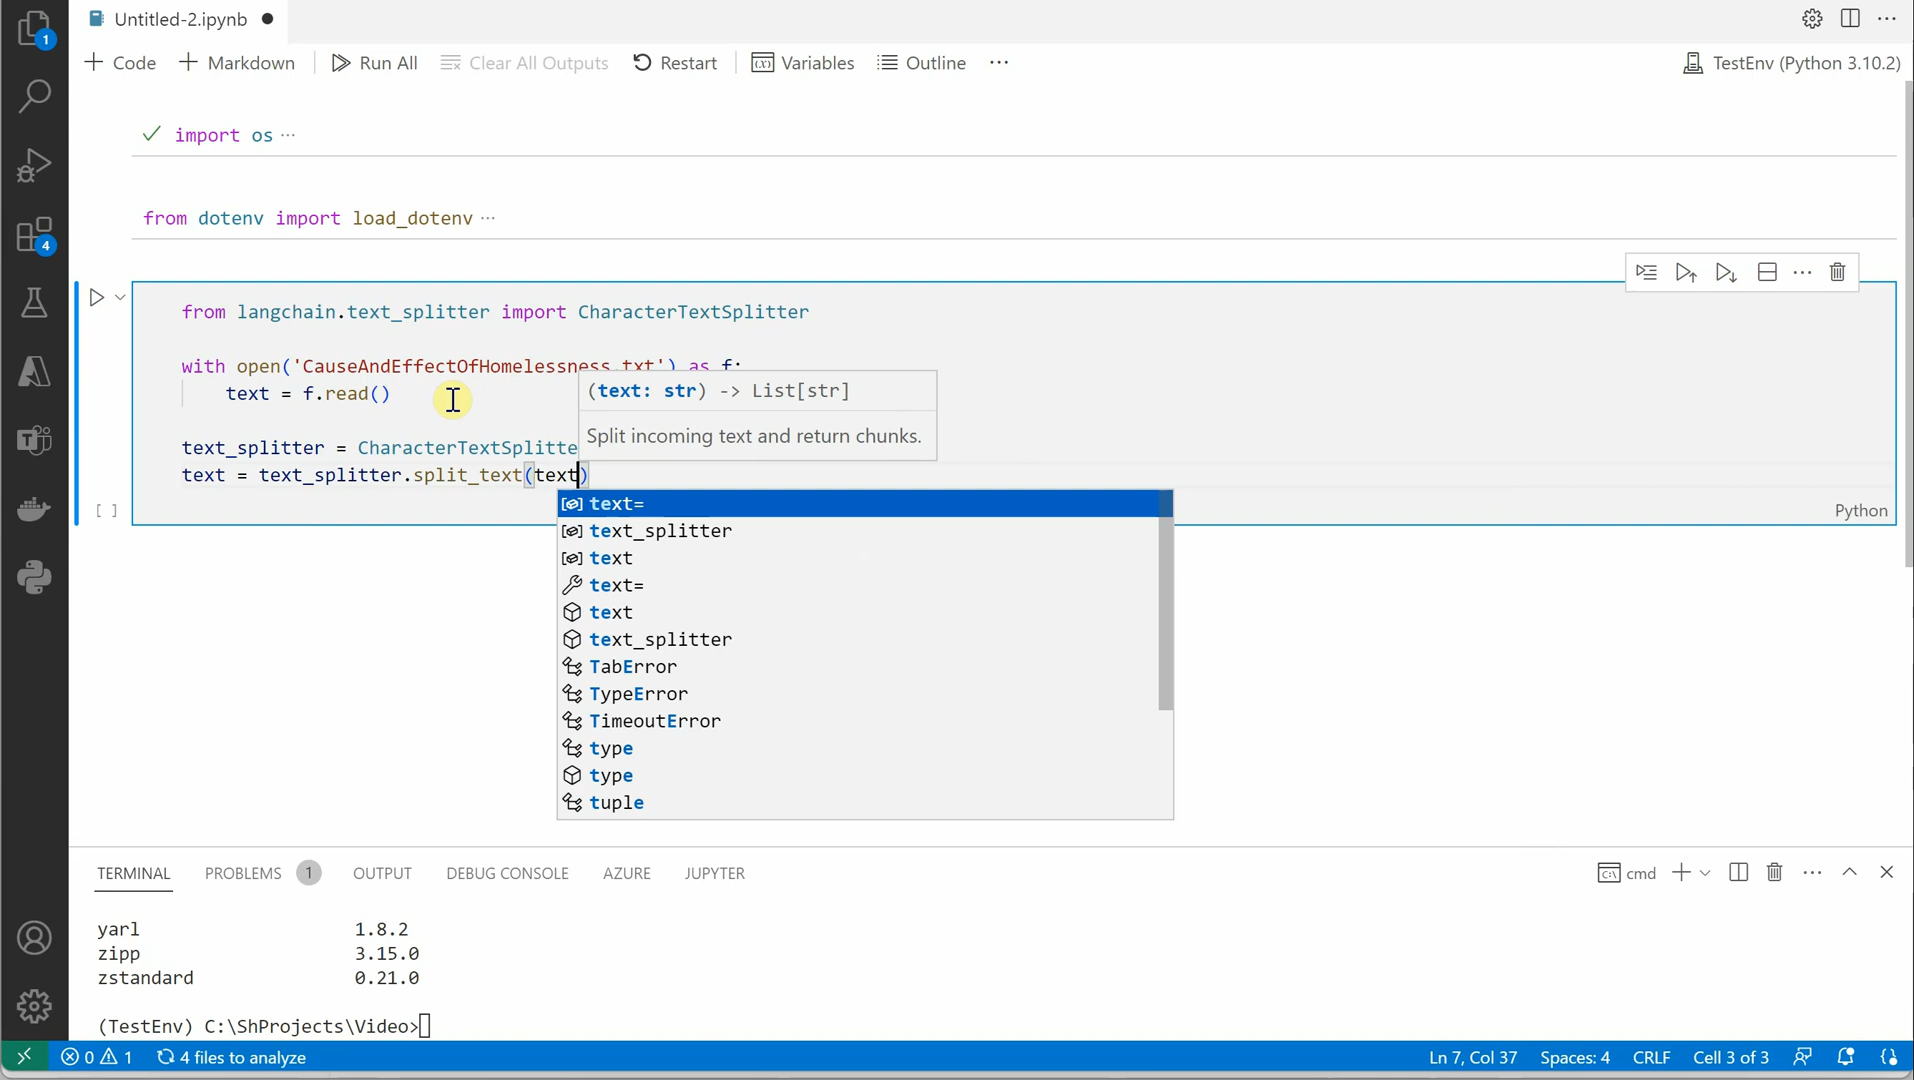 Untitled-2.ipynb
Code
Markdown
Run All
Clear All Outputs
Restart
Variables
Outline
TestEnv (Python 3.10.2)
1
4
import os ...
from dotenv import load_dotenv ...
from langchain.text_splitter import CharacterTextSplitter
with open('CauseAndEffectOfHomelessness.txt') as f:
text = f.read()
(text: str) -> List[str]
Split incoming text and return chunks.
text_splitter = CharacterTextSplitte
text = text_splitter.split_text(text)
[ ]
Python
text=
text_splitter
text
text=
text
text_splitter
TabError
TypeError
TimeoutError
type
type
tuple
TERMINAL
PROBLEMS 1
OUTPUT
DEBUG CONSOLE
AZURE
JUPYTER
cmd
yarl 1.8.2
zipp 3.15.0
zstandard 0.21.0
(TestEnv) C:\ShProjects\Video>
0
1
4 files to analyze
Ln 7, Col 37
Spaces: 4
CRLF
Cell 3 of 3